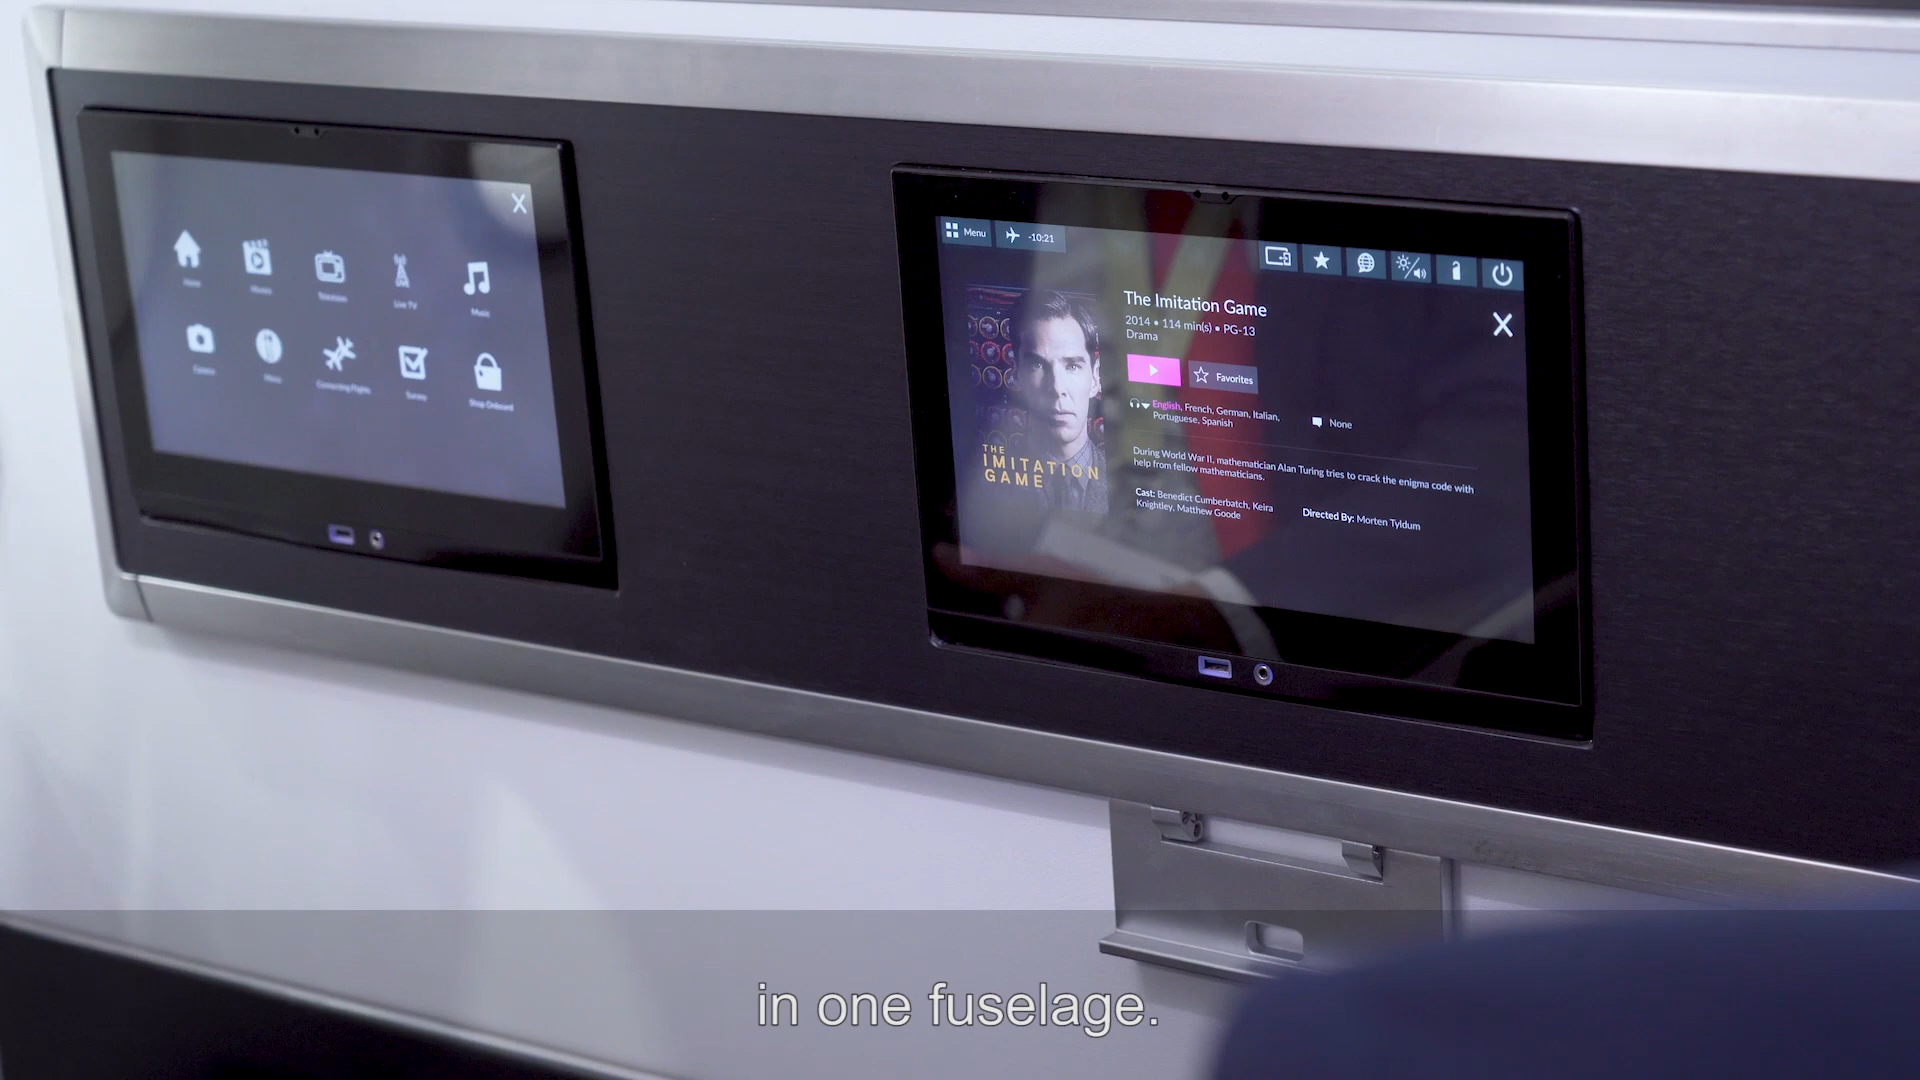 X
Home
Movies
Television
Live TV
Music
Camera
Menu
Connecting Flights
Survey
Shop Onboard
Menu
-10:21
The Imitation Game
2014 • 114 min(s) • PG-13
Drama
Favorites
English, French, German, Italian,
Portuguese, Spanish
None
During World War II, mathematician Alan Turing tries to crack the enigma code with
help from fellow mathematicians.
Cast: Benedict Cumberbatch, Keira
Knightley, Matthew Goode
Directed By: Morten Tyldum
X
THE
IMITATION
GAME
in one fuselage.